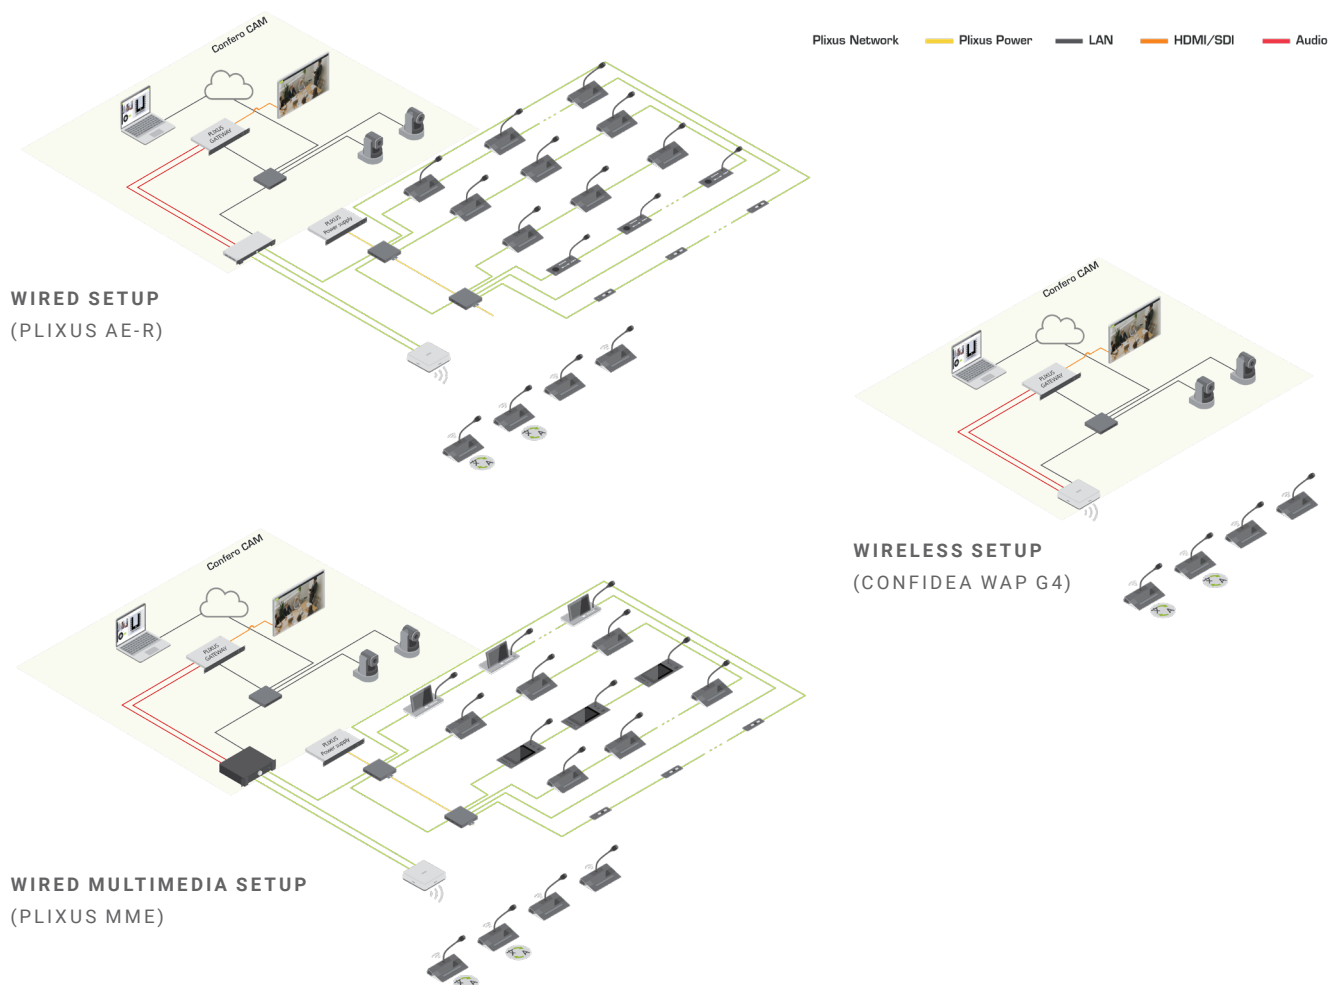 Plixus Network Plixus Power LAN HDMI/SDI Audio
Confero CAM
PLIXUS
GATEWAY
PLIXUS
Power supply
WIRED SETUP
(PLIXUS AE-R)
Confero CAM
PLIXUS
GATEWAY
WIRELESS SETUP
(CONFIDEA WAP G4)
Confero CAM
PLIXUS
GATEWAY
PLIXUS
Power supply
WIRED MULTIMEDIA SETUP
(PLIXUS MME)